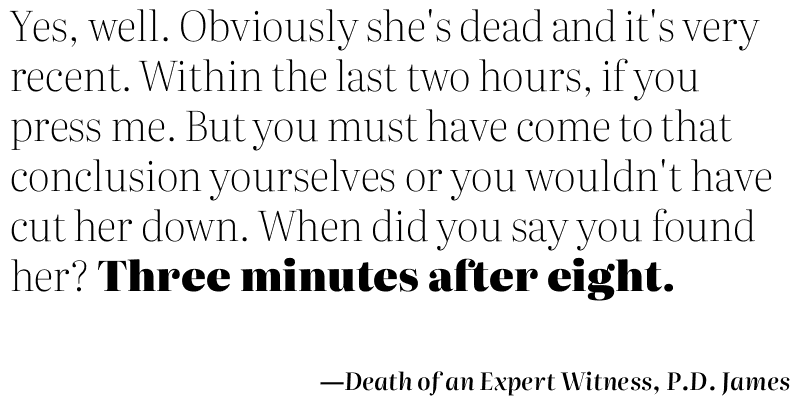 Yes, well. Obviously she's dead and it's very
recent. Within the last two hours, if you
press me. But you must have come to that
conclusion yourselves or you wouldn't have
cut her down. When did you say you found
her? Three minutes after eight.
—Death of an Expert Witness, P.D. James